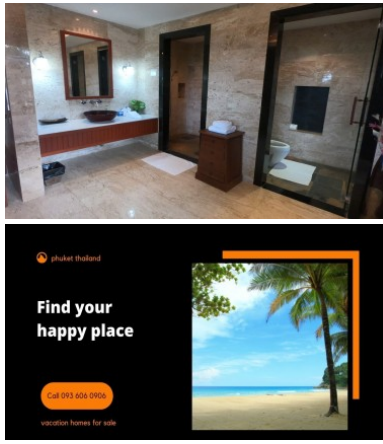 phuket thailand
Find your
happy place
Call 093 606 0906
vacation homes for sale